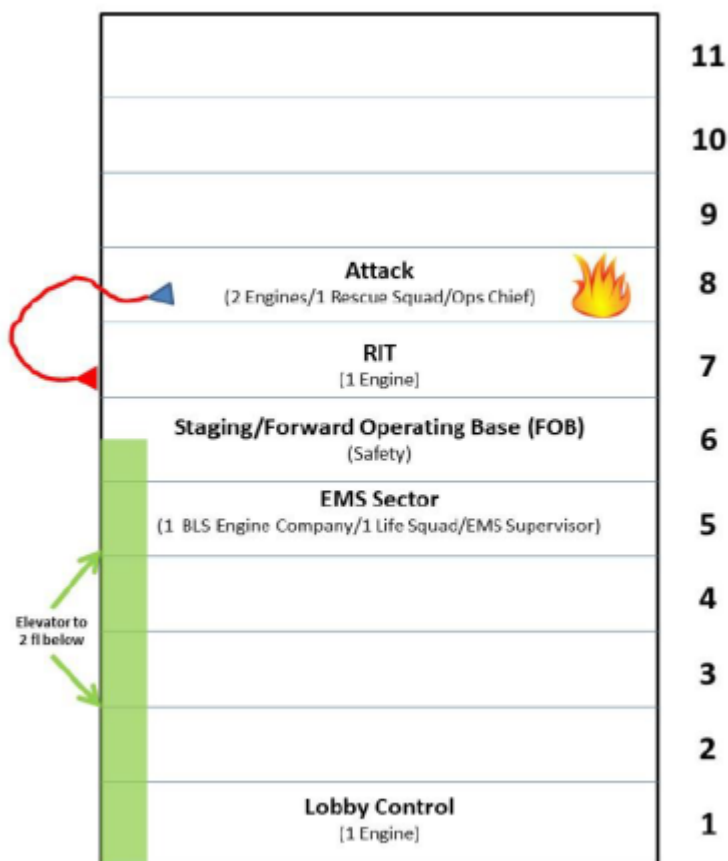 11
10
9
Attack
(2 Engines/1 Rescue Squad/Ops Chief)
8
RIT
[1 Engine]
7
Staging/Forward Operating Base (FOB)
(Safety)
6
EMS Sector
(1 BLS Engine Company/1 Life Squad/EMS Supervisor)
5
4
Elevator to
2 fl below
3
2
Lobby Control
[1 Engine]
1